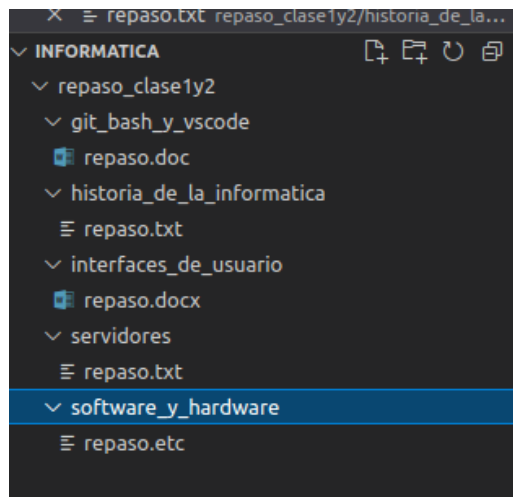 repaso.txt repaso_clase1y2/historia_de_la...
INFORMATICA
repaso_clase1y2
git_bash_y_vscode
repaso.doc
historia_de_la_informatica
repaso.txt
interfaces_de_usuario
repaso.docx
servidores
repaso.txt
software_y_hardware
repaso.etc